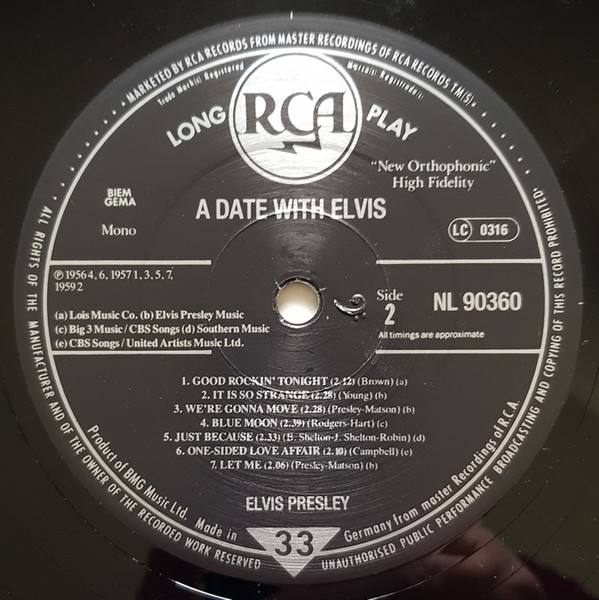 · · · · MARKETED BY RCA RECORDS FROM MASTER RECORDINGS OF RCA RECORDS TM(S). · · · ·
Trade Mark(s) Registered
Marca(s) Registrada(s)
LONG RCA PLAY
"New Orthophonic"
High Fidelity
BIEM
GEMA
A DATE WITH ELVIS
Mono
LC 0316
℗ 1956 4, 6, 1957 1, 3, 5, 7,
1959 2
Side
2
NL 90360
(a) Lois Music Co. (b) Elvis Presley Music
(c) Big 3 Music / CBS Songs (d) Southern Music
(e) CBS Songs / United Artists Music Ltd.
All timings are approximate
1. GOOD ROCKIN' TONIGHT (2.12) (Brown) (a)
2. IT IS SO STRANGE (2.28) (Young) (b)
3. WE'RE GONNA MOVE (2.28) (Presley-Matson) (b)
4. BLUE MOON (2.39) (Rodgers-Hart) (c)
5. JUST BECAUSE (2.33) (B. Shelton-J. Shelton-Robin) (d)
6. ONE-SIDED LOVE AFFAIR (2.10) (Campbell) (e)
7. LET ME (2.06) (Presley-Matson) (b)
ELVIS PRESLEY
Product of BMG Music Ltd. Made in Germany from master Recordings of R.C.A.
33
· ALL RIGHTS OF THE MANUFACTURER AND OF THE OWNER OF THE RECORDED WORK RESERVED
UNAUTHORISED PUBLIC PERFORMANCE BROADCASTING AND COPYING OF THIS RECORD PROHIBITED ·